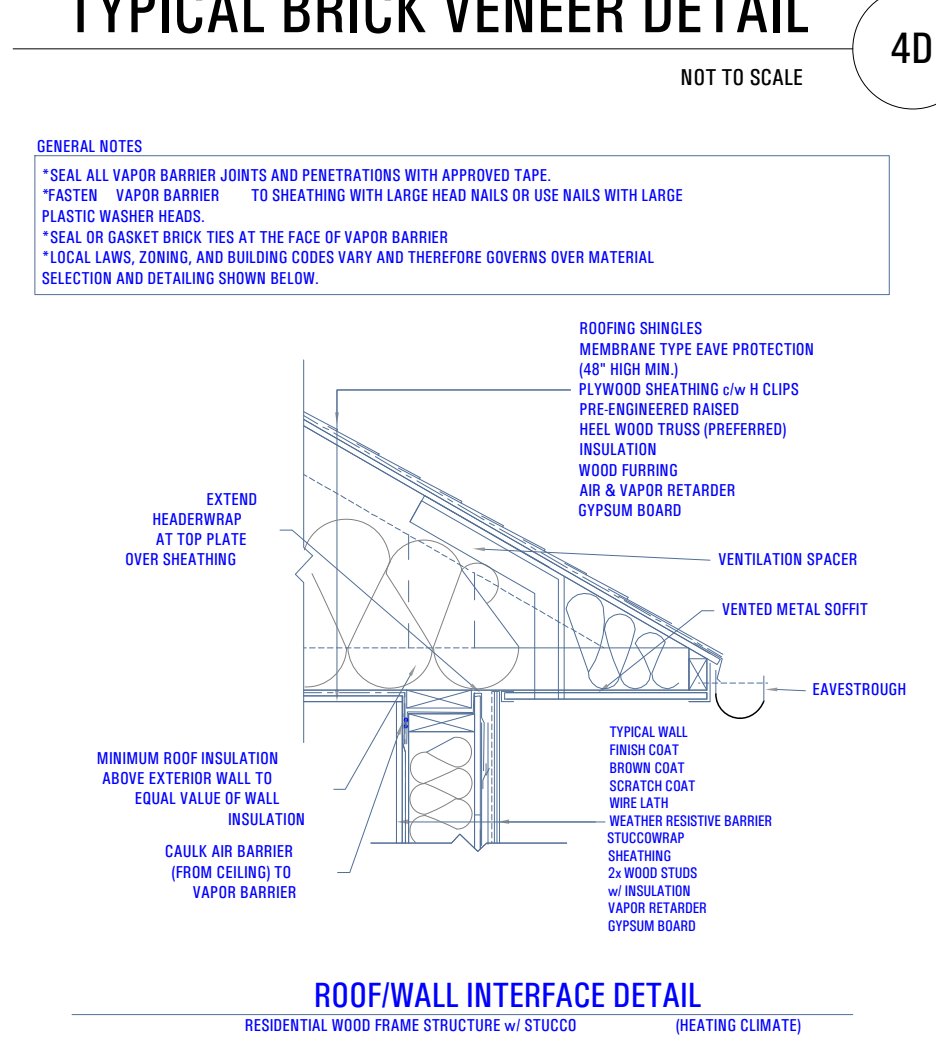 TYPICAL BRICK VENEER DETAIL
4D
NOT TO SCALE
GENERAL NOTES
*SEAL ALL VAPOR BARRIER JOINTS AND PENETRATIONS WITH APPROVED TAPE.
*FASTEN VAPOR BARRIER TO SHEATHING WITH LARGE HEAD NAILS OR USE NAILS WITH LARGE
PLASTIC WASHER HEADS.
*SEAL OR GASKET BRICK TIES AT THE FACE OF VAPOR BARRIER
*LOCAL LAWS, ZONING, AND BUILDING CODES VARY AND THEREFORE GOVERNS OVER MATERIAL
SELECTION AND DETAILING SHOWN BELOW.
ROOFING SHINGLES
MEMBRANE TYPE EAVE PROTECTION
(48" HIGH MIN.)
PLYWOOD SHEATHING c/w H CLIPS
PRE-ENGINEERED RAISED
HEEL WOOD TRUSS (PREFERRED)
INSULATION
WOOD FURRING
AIR & VAPOR RETARDER
GYPSUM BOARD
EXTEND
HEADERWRAP
AT TOP PLATE
OVER SHEATHING
VENTILATION SPACER
VENTED METAL SOFFIT
EAVESTROUGH
MINIMUM ROOF INSULATION
ABOVE EXTERIOR WALL TO
EQUAL VALUE OF WALL
INSULATION
CAULK AIR BARRIER
(FROM CEILING) TO
VAPOR BARRIER
TYPICAL WALL
FINISH COAT
BROWN COAT
SCRATCH COAT
WIRE LATH
WEATHER RESISTIVE BARRIER
STUCCOWRAP
SHEATHING
2x WOOD STUDS
w/ INSULATION
VAPOR RETARDER
GYPSUM BOARD
ROOF/WALL INTERFACE DETAIL
RESIDENTIAL WOOD FRAME STRUCTURE w/ STUCCO (HEATING CLIMATE)